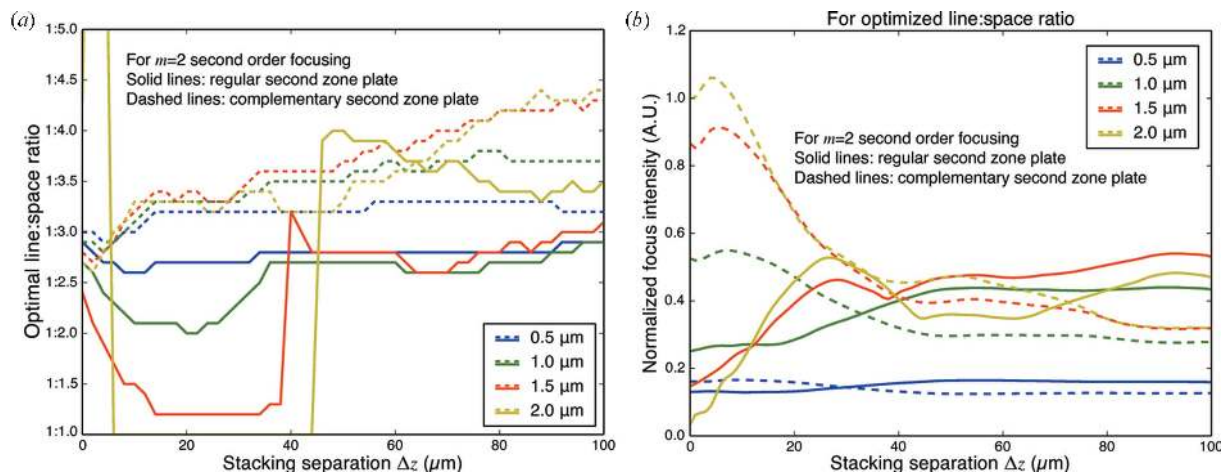 (a)
1:5.0
1:4.5
1:4.0
1:3.5
1:3.0
1:2.5
1:2.0
1:1.5
1:1.0
Optimal line:space ratio
For m=2 second order focusing
Solid lines: regular second zone plate
Dashed lines: complementary second zone plate
0.5 μm
1.0 μm
1.5 μm
2.0 μm
0 20 40 60 80 100
Stacking separation Δz (μm)
(b)
For optimized line:space ratio
1.2
1.0
0.8
0.6
0.4
0.2
0.0
Normalized focus intensity (A.U.)
0.5 μm
1.0 μm
1.5 μm
2.0 μm
For m=2 second order focusing
Solid lines: regular second zone plate
Dashed lines: complementary second zone plate
0 20 40 60 80 100
Stacking separation Δz (μm)